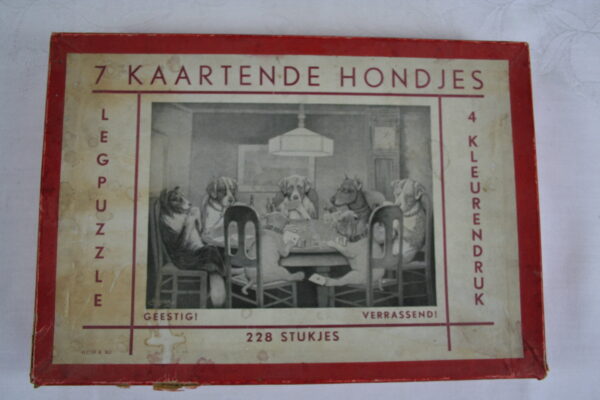 7 KAARTENDE HONDJES
LEGPUZZLE
4 KLEURENDRUK
GEESTIG!
VERRASSEND!
228 STUKJES